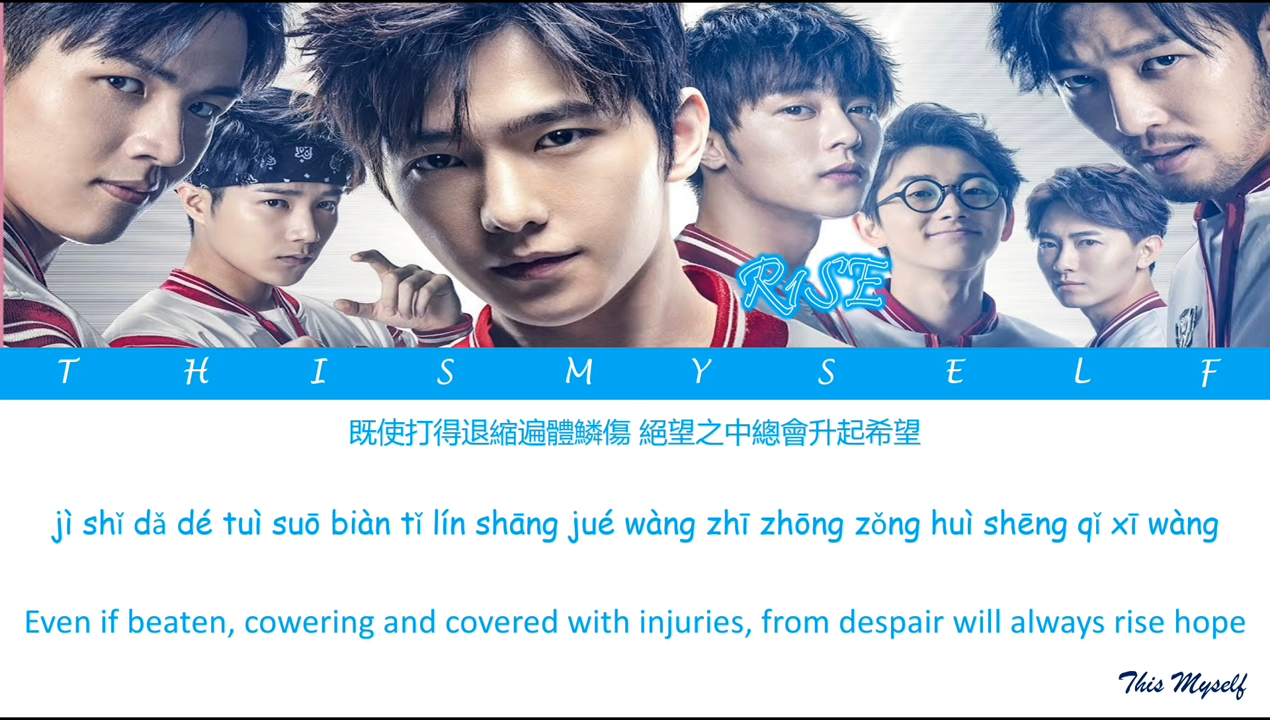 RISE
T H I S M Y S E L F
既使打得退縮遍體鱗傷 絕望之中總會升起希望
jì shǐ dǎ dé tuì suō biàn tǐ lín shāng jué wàng zhī zhōng zǒng huì shēng qǐ xī wàng
Even if beaten, cowering and covered with injuries, from despair will always rise hope
This Myself